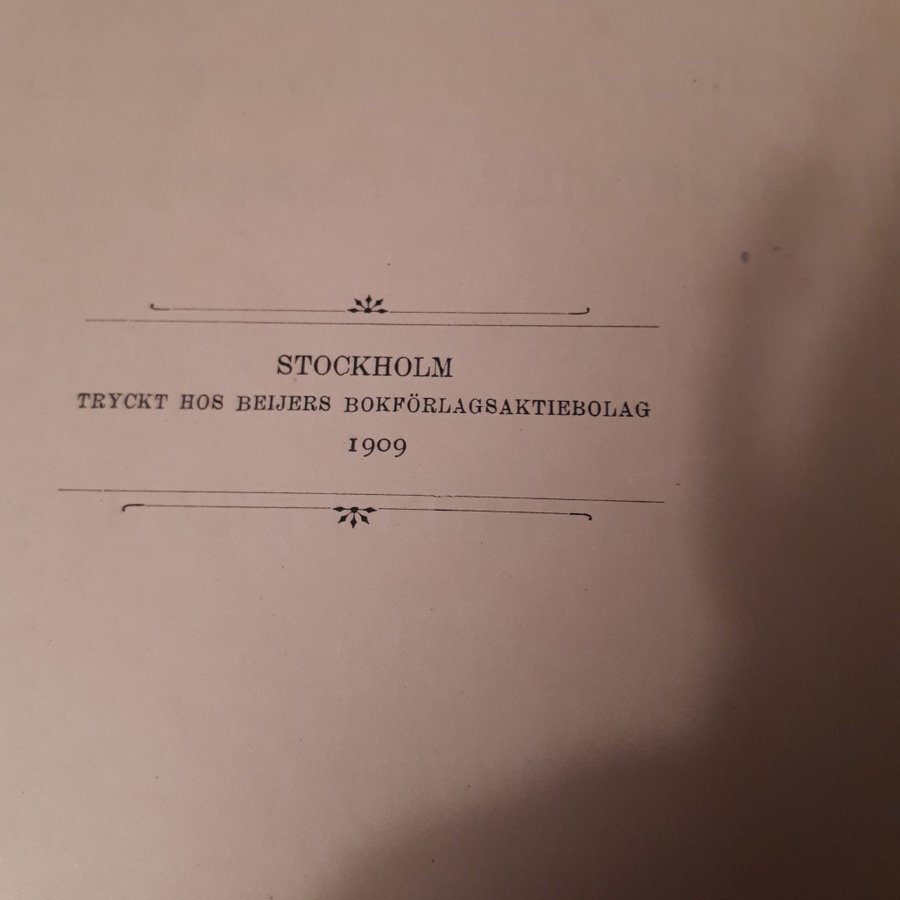 STOCKHOLM
TRYCKT HOS BEIJERS BOKFÖRLAGSAKTIEBOLAG
1909